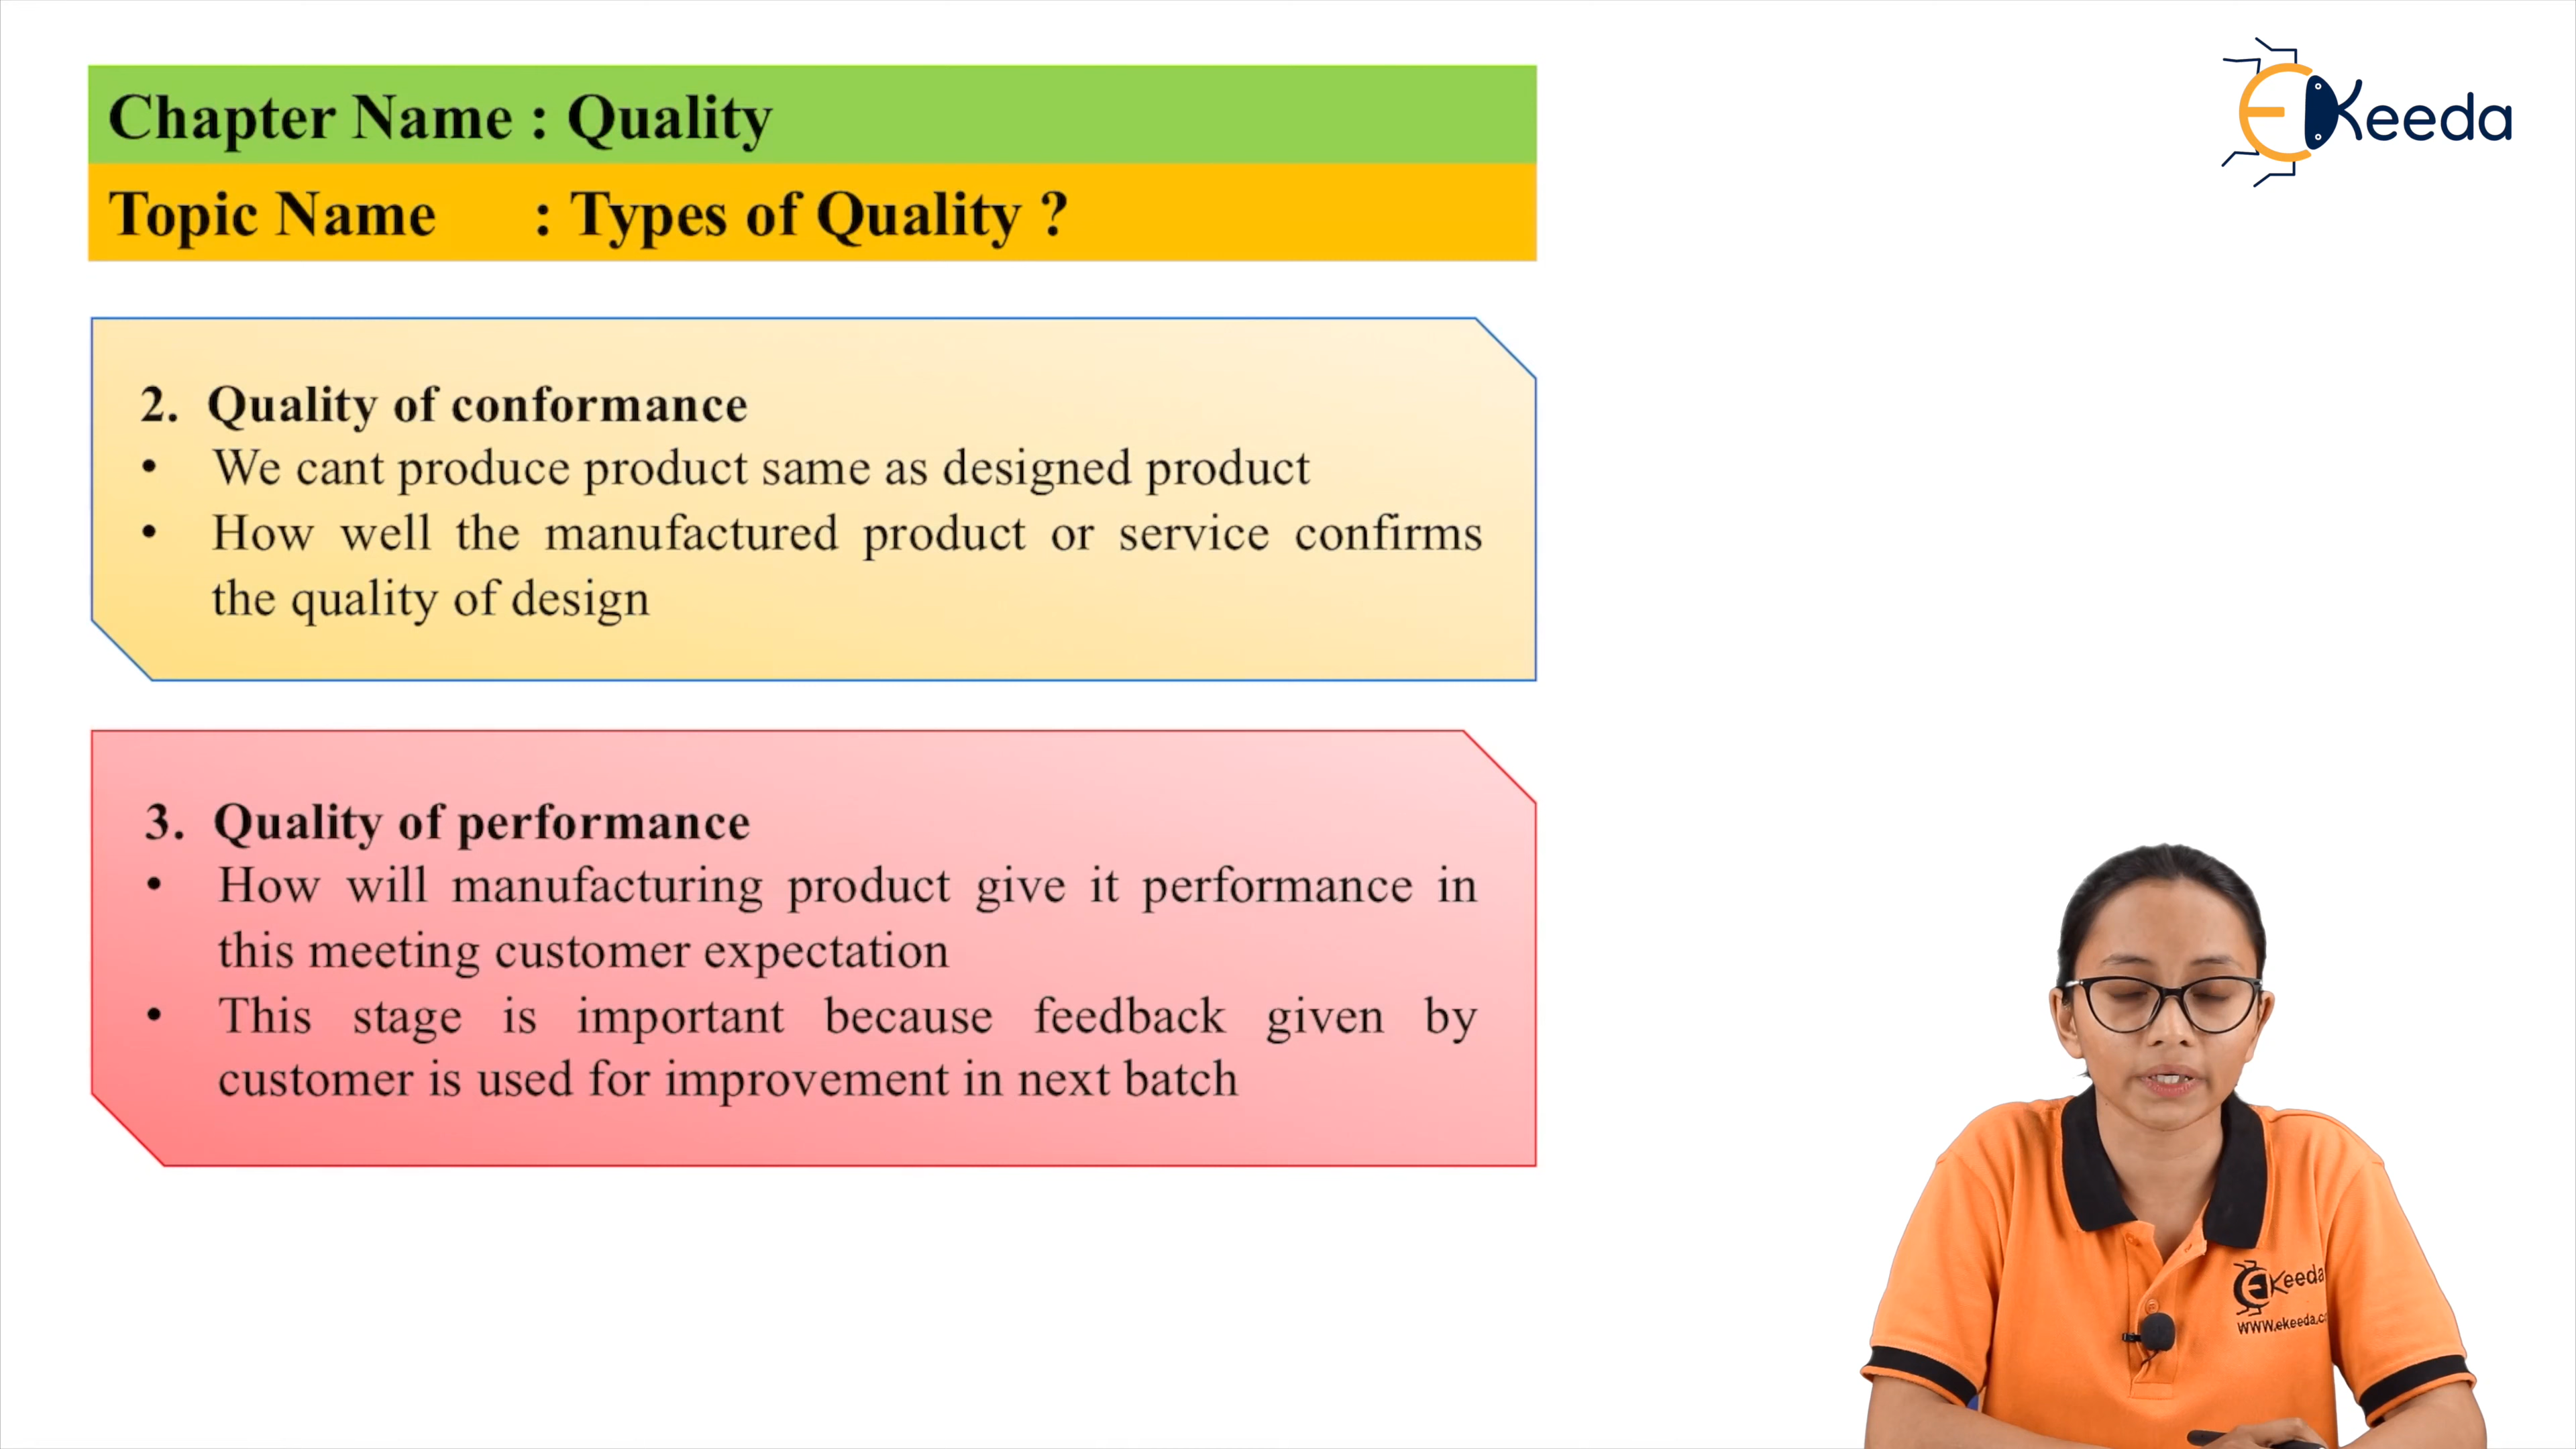 EKeeda
Chapter Name : Quality
Topic Name : Types of Quality ?
2. Quality of conformance
• We cant produce product same as designed product
• How well the manufactured product or service confirms
the quality of design
3. Quality of performance
• How will manufacturing product give it performance in
this meeting customer expectation
• This stage is important because feedback given by
customer is used for improvement in next batch
EKeeda
www.ekeeda.c